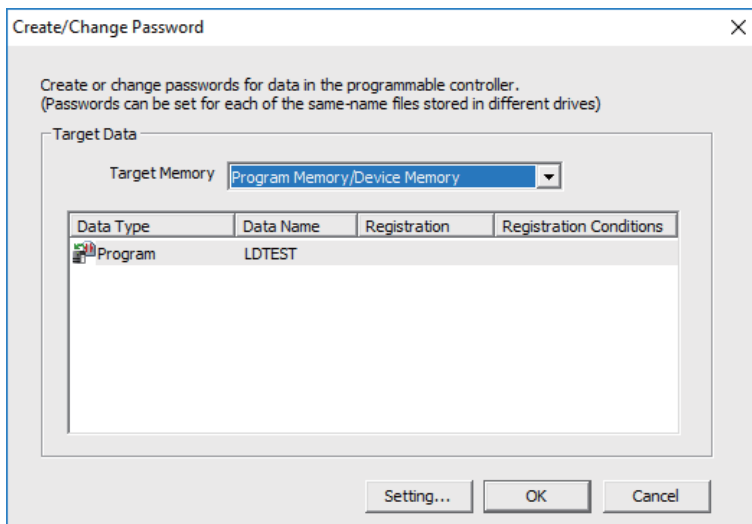 Create/Change Password
Create or change passwords for data in the programmable controller.
(Passwords can be set for each of the same-name files stored in different drives)
Target Data
Target Memory Program Memory/Device Memory
Data Type Data Name Registration Registration Conditions
Program LDTEST
Setting... OK Cancel